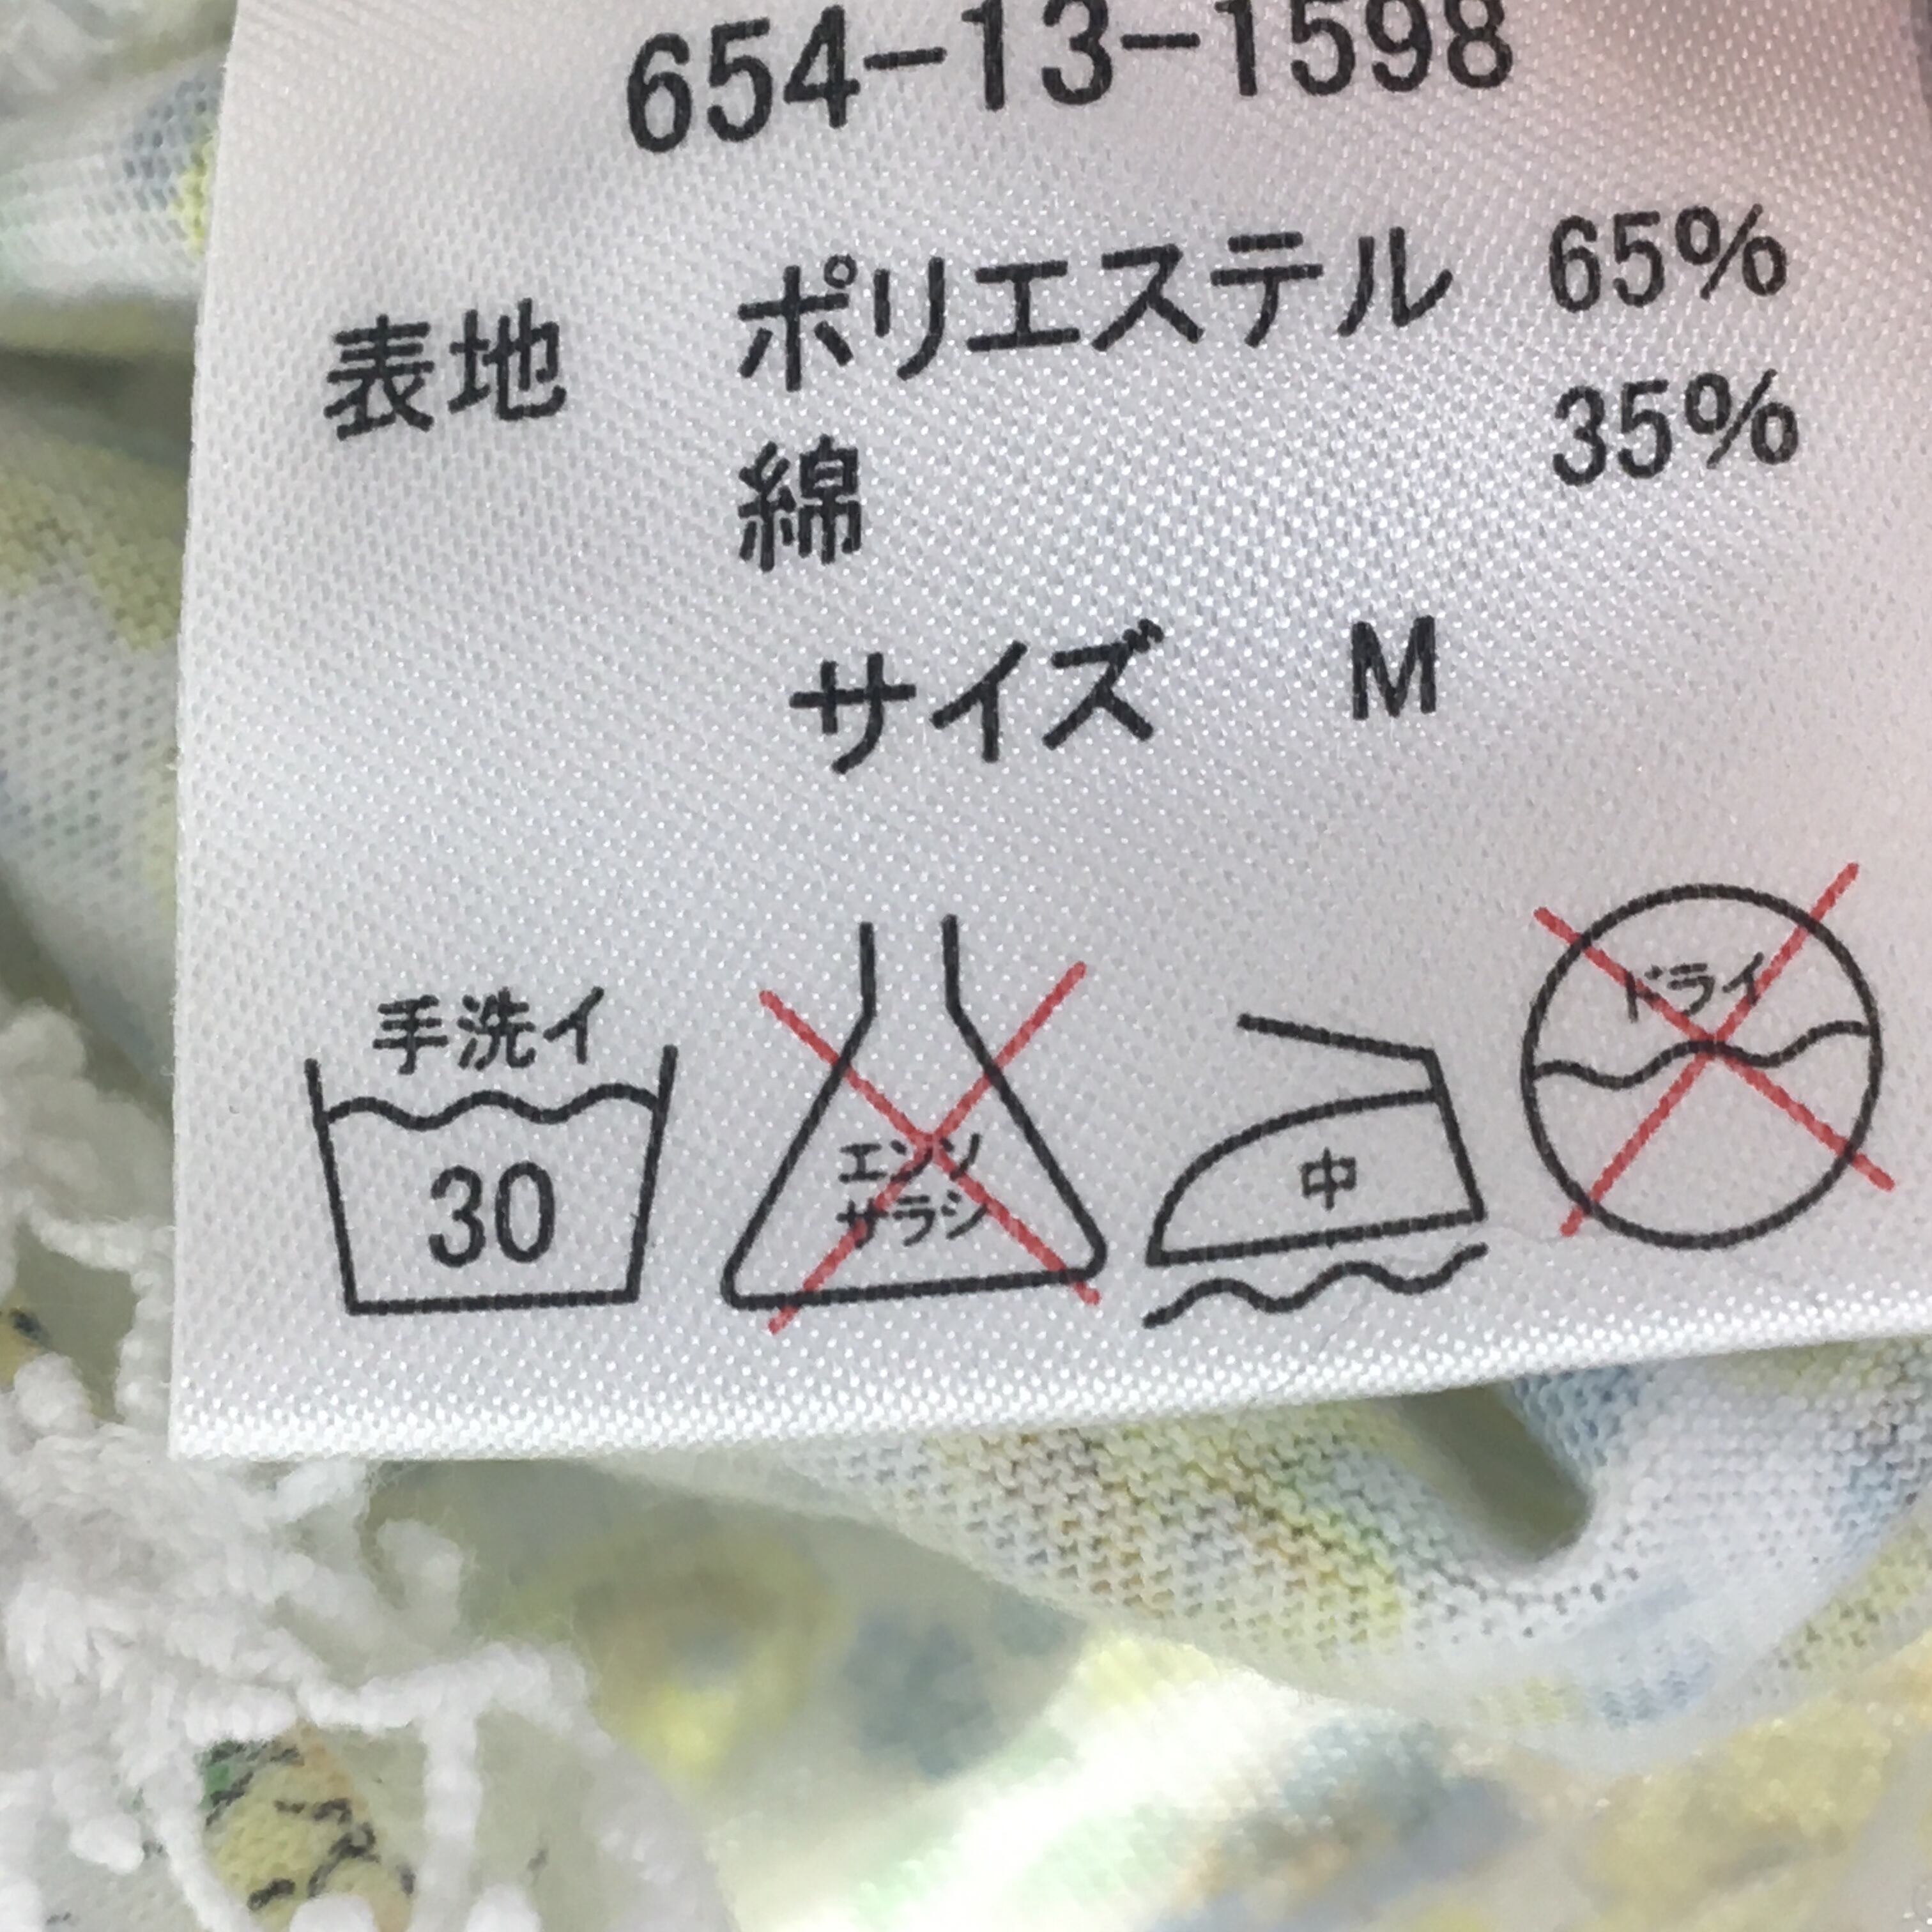 654-13-1598
表地 ポリエステル 65%
綿 35%
サイズ M
手洗イ
30
エンソ
サラシ
中
ドライ